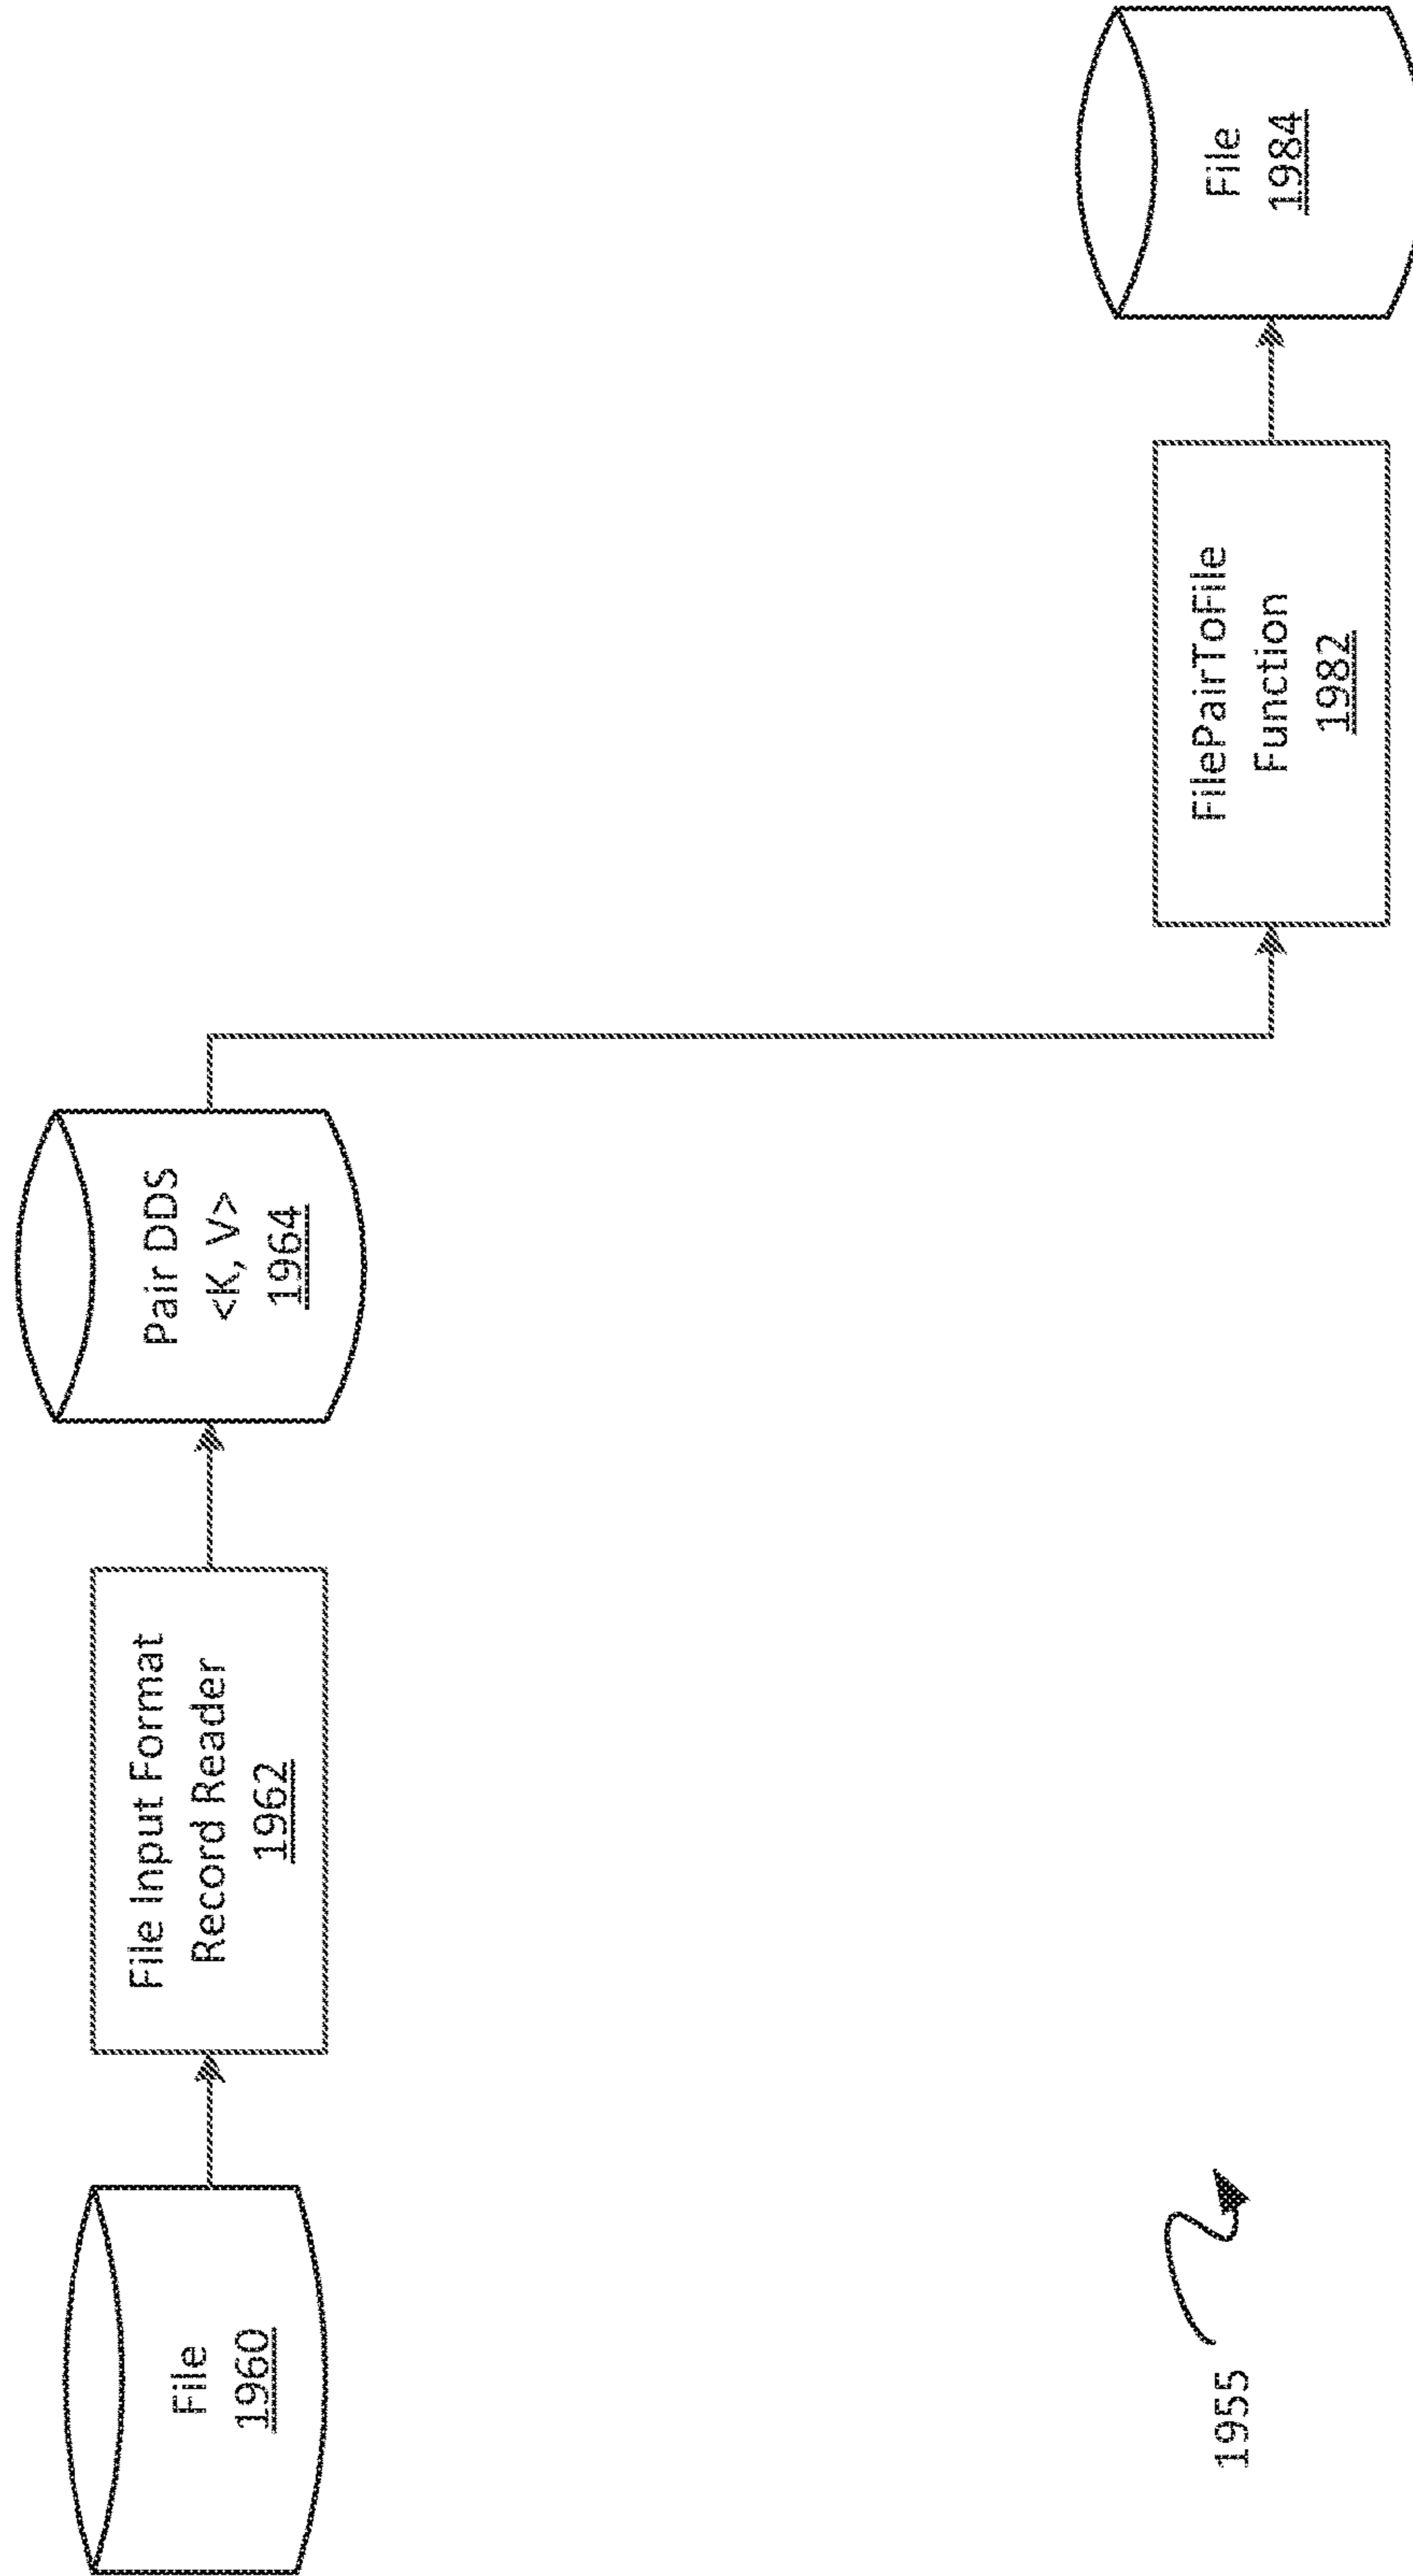 File
1960
File Input Format
Record Reader
1962
Pair DDS
<K, V>
1964
FilePairToFile
Function
1982
File
1984
1955